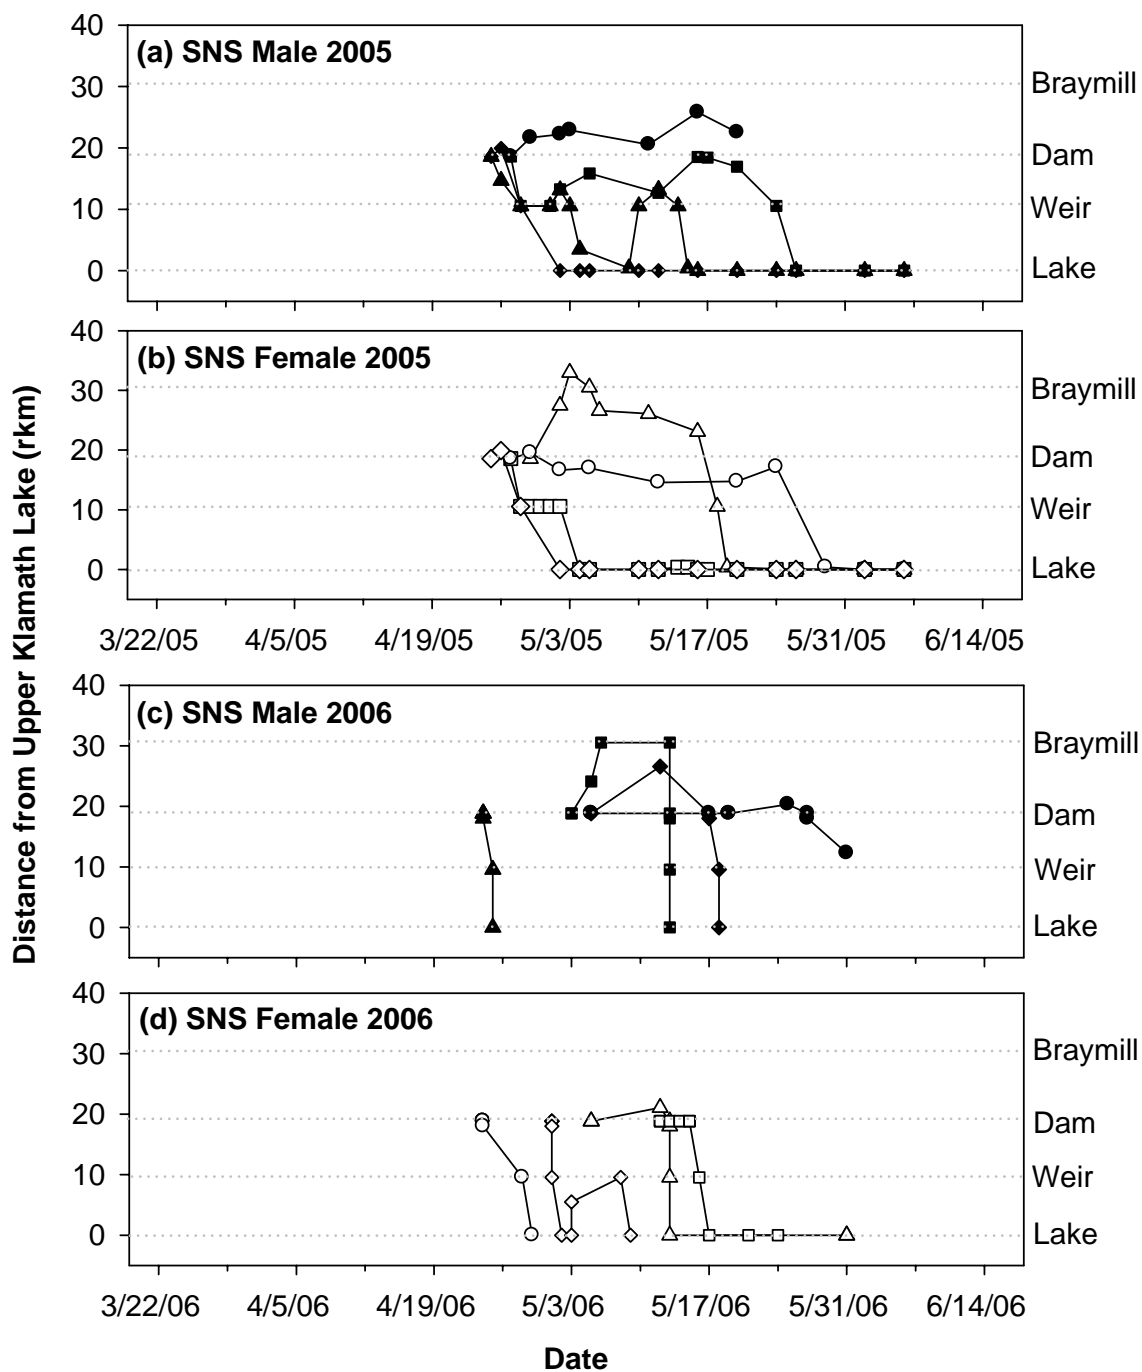 Distance from Upper Klamath Lake (rkm)
(a) SNS Male 2005
40
30
20
10
0
Braymill
Dam
Weir
Lake
(b) SNS Female 2005
40
30
20
10
0
Braymill
Dam
Weir
Lake
3/22/05 4/5/05 4/19/05 5/3/05 5/17/05 5/31/05 6/14/05
(c) SNS Male 2006
40
30
20
10
0
Braymill
Dam
Weir
Lake
(d) SNS Female 2006
40
30
20
10
0
Braymill
Dam
Weir
Lake
3/22/06 4/5/06 4/19/06 5/3/06 5/17/06 5/31/06 6/14/06
Date